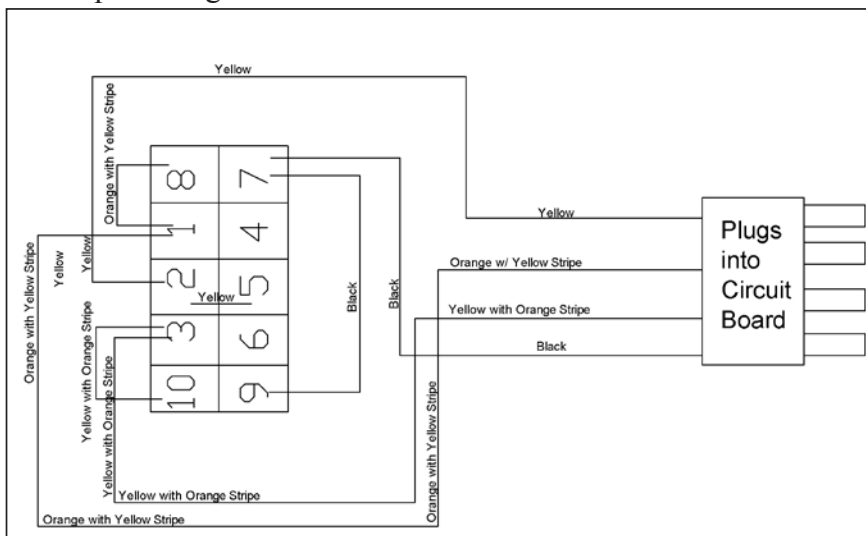 Yellow
Orange with Yellow Stripe
8
7
1
4
Yellow
Orange with Yellow Stripe
Yellow
Yellow
2
5
Yellow
Black
Black
Orange w/ Yellow Stripe
Plugs
into
Circuit
Board
3
6
Yellow with Orange Stripe
Yellow with Orange Stripe
Black
10
9
Yellow with Orange Stripe
Orange with Yellow Stripe
Yellow with Orange Stripe
Orange with Yellow Stripe